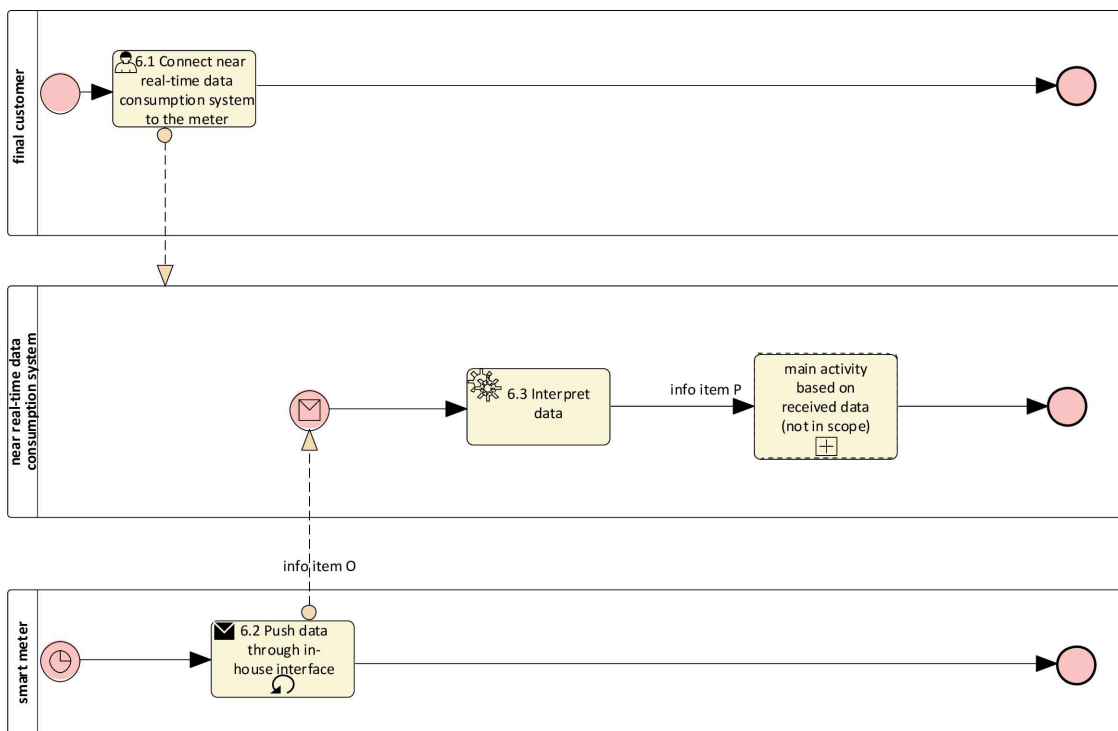 final customer
6.1 Connect near
real-time data
consumption system
to the meter
near real-time data
consumption system
6.3 Interpret
data
info item P
main activity
based on
received data
(not in scope)
info item O
smart meter
6.2 Push data
through in-
house interface